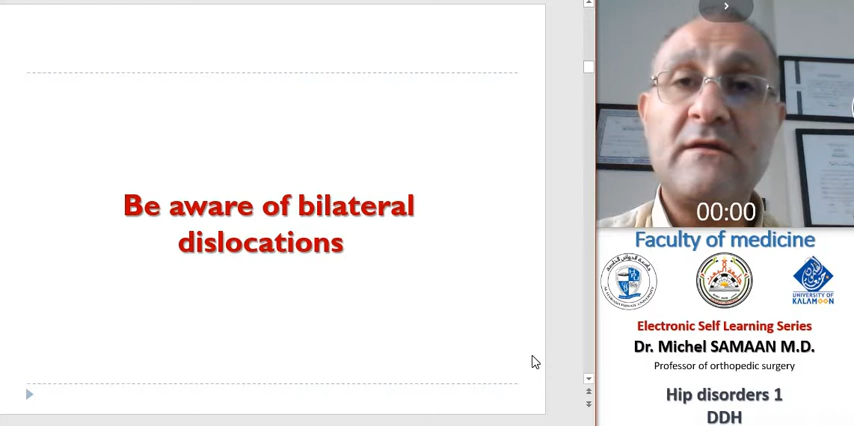 Be aware of bilateral
dislocations
00:00
Faculty of medicine
UNIVERSITY OF
KALAMOON
Electronic Self Learning Series
Dr. Michel SAMAAN M.D.
Professor of orthopedic surgery
Hip disorders 1
DDH